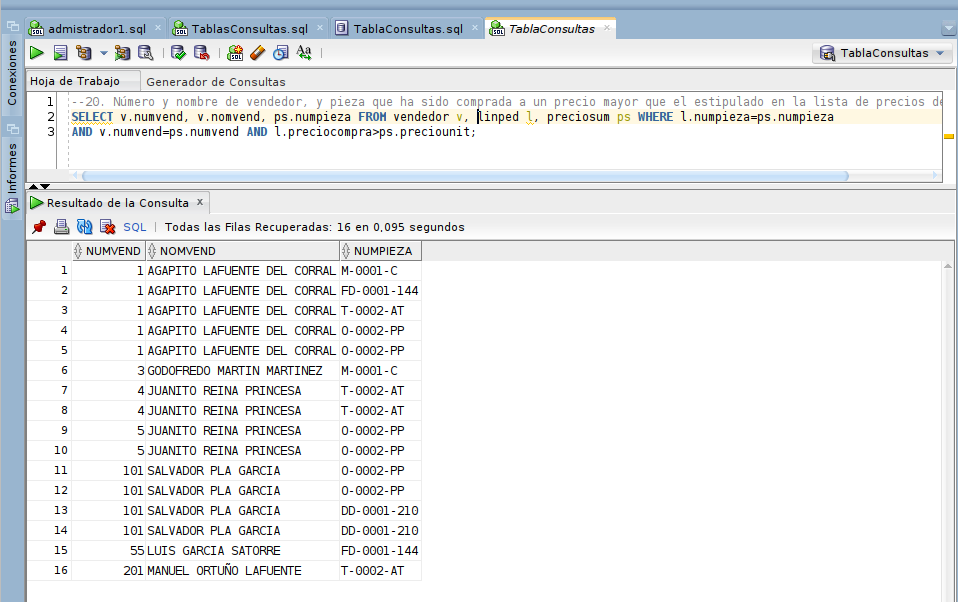 admistrador1.sql
TablasConsultas.sql
TablaConsultas.sql
TablaConsultas
Conexiones
Informes
TablaConsultas
Hoja de Trabajo
Generador de Consultas
1 --20. Número y nombre de vendedor, y pieza que ha sido comprada a un precio mayor que el estipulado en la lista de precios de
2 SELECT v.numvend, v.nomvend, ps.numpieza FROM vendedor v, linped l, preciosum ps WHERE l.numpieza=ps.numpieza
3 AND v.numvend=ps.numvend AND l.preciocompra>ps.preciounit;
Resultado de la Consulta x
SQL | Todas las Filas Recuperadas: 16 en 0,095 segundos
NUMVEND NOMVEND NUMPIEZA
1 1 AGAPITO LAFUENTE DEL CORRAL M-0001-C
2 1 AGAPITO LAFUENTE DEL CORRAL FD-0001-144
3 1 AGAPITO LAFUENTE DEL CORRAL T-0002-AT
4 1 AGAPITO LAFUENTE DEL CORRAL O-0002-PP
5 1 AGAPITO LAFUENTE DEL CORRAL O-0002-PP
6 3 GODOFREDO MARTIN MARTINEZ M-0001-C
7 4 JUANITO REINA PRINCESA T-0002-AT
8 4 JUANITO REINA PRINCESA T-0002-AT
9 5 JUANITO REINA PRINCESA O-0002-PP
10 5 JUANITO REINA PRINCESA O-0002-PP
11 101 SALVADOR PLA GARCIA O-0002-PP
12 101 SALVADOR PLA GARCIA O-0002-PP
13 101 SALVADOR PLA GARCIA DD-0001-210
14 101 SALVADOR PLA GARCIA DD-0001-210
15 55 LUIS GARCIA SATORRE FD-0001-144
16 201 MANUEL ORTUÑO LAFUENTE T-0002-AT